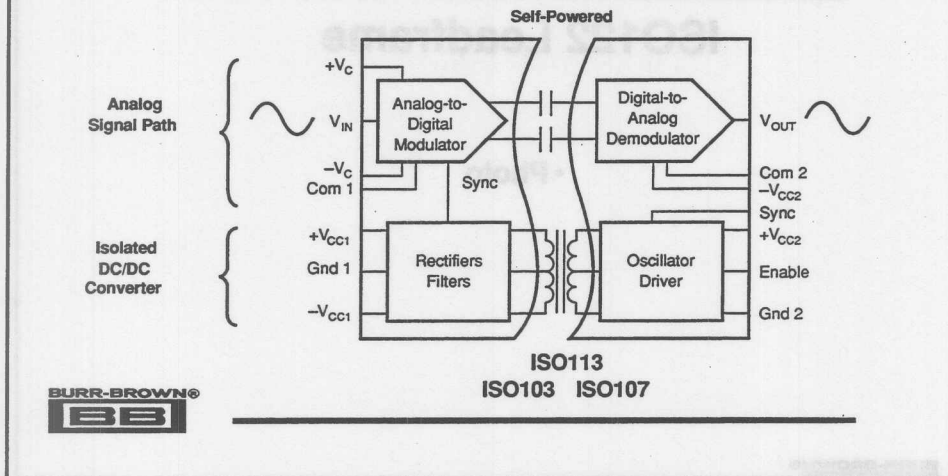 Self-Powered
Analog
Signal Path
+VC
VIN
–VC
Com 1
Analog-to-
Digital
Modulator
Sync
Digital-to-
Analog
Demodulator
VOUT
Com 2
–VCC2
Sync
+VCC2
Enable
Gnd 2
Isolated
DC/DC
Converter
+VCC1
Gnd 1
–VCC1
Rectifiers
Filters
Oscillator
Driver
ISO113
ISO103 ISO107
BURR-BROWN®
BB